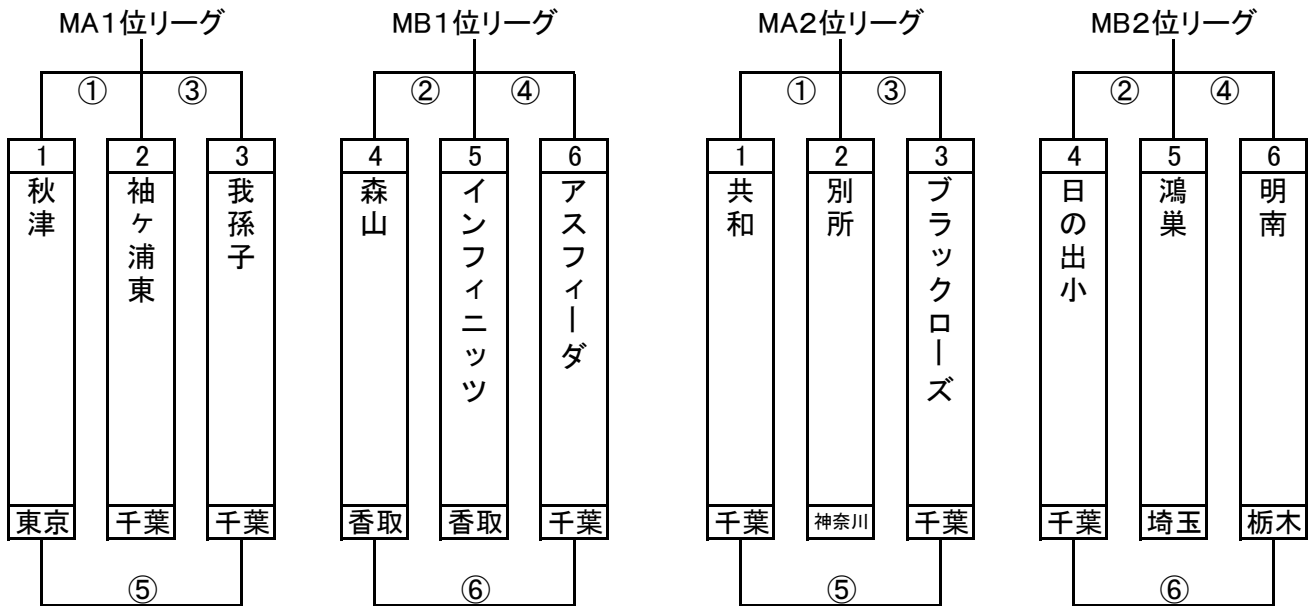 MA1位リーグ
MB1位リーグ
MA2位リーグ
MB2位リーグ
① ③
② ④
① ③
② ④
1 2 3
4 5 6
1 2 3
4 5 6
秋津
袖ヶ浦東
我孫子
森山
インフィニッツ
アスフィーダ
共和
別所
ブラックローズ
日の出小
鴻巣
明南
東京 千葉 千葉
香取 香取 千葉
千葉 神奈川 千葉
千葉 埼玉 栃木
⑤
⑥
⑤
⑥